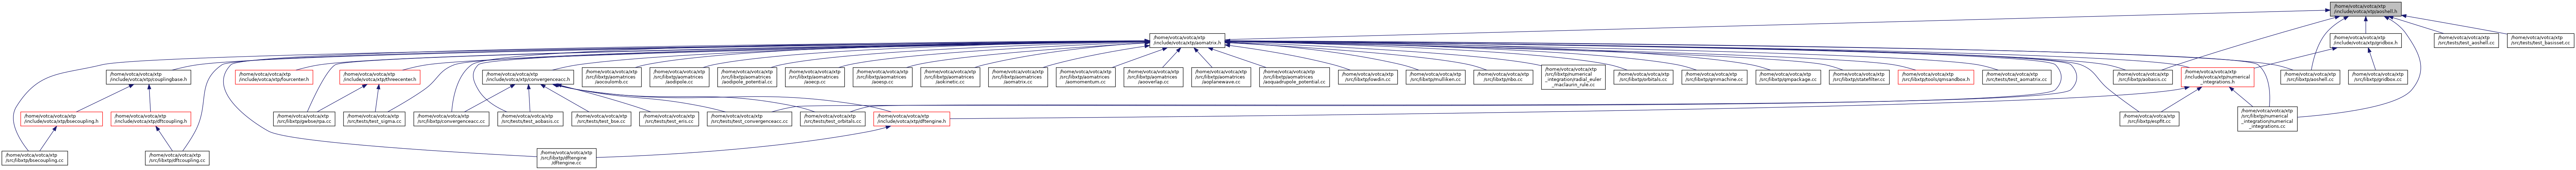 /home/votca/votca/xtp
/include/votca/xtp/aoshell.h
/home/votca/votca/xtp
/include/votca/xtp/aomatrix.h
/home/votca/votca/xtp
/include/votca/xtp/gridbox.h
/home/votca/votca/xtp
/src/tests/test_aoshell.cc
/home/votca/votca/xtp
/src/tests/test_basisset.cc
/home/votca/votca/xtp
/include/votca/xtp/couplingbase.h
/home/votca/votca/xtp
/include/votca/xtp/fourcenter.h
/home/votca/votca/xtp
/include/votca/xtp/threecenter.h
/home/votca/votca/xtp
/include/votca/xtp/convergenceacc.h
/home/votca/votca/xtp
/src/libxtp/aomatrices
/aocoulomb.cc
/home/votca/votca/xtp
/src/libxtp/aomatrices
/aodipole.cc
/home/votca/votca/xtp
/src/libxtp/aomatrices
/aodipole_potential.cc
/home/votca/votca/xtp
/src/libxtp/aomatrices
/aoecp.cc
/home/votca/votca/xtp
/src/libxtp/aomatrices
/aoesp.cc
/home/votca/votca/xtp
/src/libxtp/aomatrices
/aokinetic.cc
/home/votca/votca/xtp
/src/libxtp/aomatrices
/aomatrix.cc
/home/votca/votca/xtp
/src/libxtp/aomatrices
/aomomentum.cc
/home/votca/votca/xtp
/src/libxtp/aomatrices
/aooverlap.cc
/home/votca/votca/xtp
/src/libxtp/aomatrices
/aoplanewave.cc
/home/votca/votca/xtp
/src/libxtp/aomatrices
/aoquadrupole_potential.cc
/home/votca/votca/xtp
/src/libxtp/lowdin.cc
/home/votca/votca/xtp
/src/libxtp/mulliken.cc
/home/votca/votca/xtp
/src/libxtp/nbo.cc
/home/votca/votca/xtp
/src/libxtp/numerical
_integration/radial_euler
_maclaurin_rule.cc
/home/votca/votca/xtp
/src/libxtp/orbitals.cc
/home/votca/votca/xtp
/src/libxtp/qmmachine.cc
/home/votca/votca/xtp
/src/libxtp/qmpackage.cc
/home/votca/votca/xtp
/src/libxtp/statefilter.cc
/home/votca/votca/xtp
/src/libxtp/tools/qmsandbox.h
/home/votca/votca/xtp
/src/tests/test_aomatrix.cc
/home/votca/votca/xtp
/src/libxtp/aobasis.cc
/home/votca/votca/xtp
/include/votca/xtp/numerical
_integrations.h
/home/votca/votca/xtp
/src/libxtp/aoshell.cc
/home/votca/votca/xtp
/src/libxtp/gridbox.cc
/home/votca/votca/xtp
/include/votca/xtp/bsecoupling.h
/home/votca/votca/xtp
/include/votca/xtp/dftcoupling.h
/home/votca/votca/xtp
/src/libxtp/gwbse/rpa.cc
/home/votca/votca/xtp
/src/tests/test_sigma.cc
/home/votca/votca/xtp
/src/libxtp/convergenceacc.cc
/home/votca/votca/xtp
/src/tests/test_aobasis.cc
/home/votca/votca/xtp
/src/tests/test_bse.cc
/home/votca/votca/xtp
/src/tests/test_eris.cc
/home/votca/votca/xtp
/src/tests/test_convergenceacc.cc
/home/votca/votca/xtp
/src/tests/test_orbitals.cc
/home/votca/votca/xtp
/include/votca/xtp/dftengine.h
/home/votca/votca/xtp
/src/libxtp/espfit.cc
/home/votca/votca/xtp
/src/libxtp/numerical
_integration/numerical
_integrations.cc
/home/votca/votca/xtp
/src/libxtp/bsecoupling.cc
/home/votca/votca/xtp
/src/libxtp/dftcoupling.cc
/home/votca/votca/xtp
/src/libxtp/dftengine
/dftengine.cc